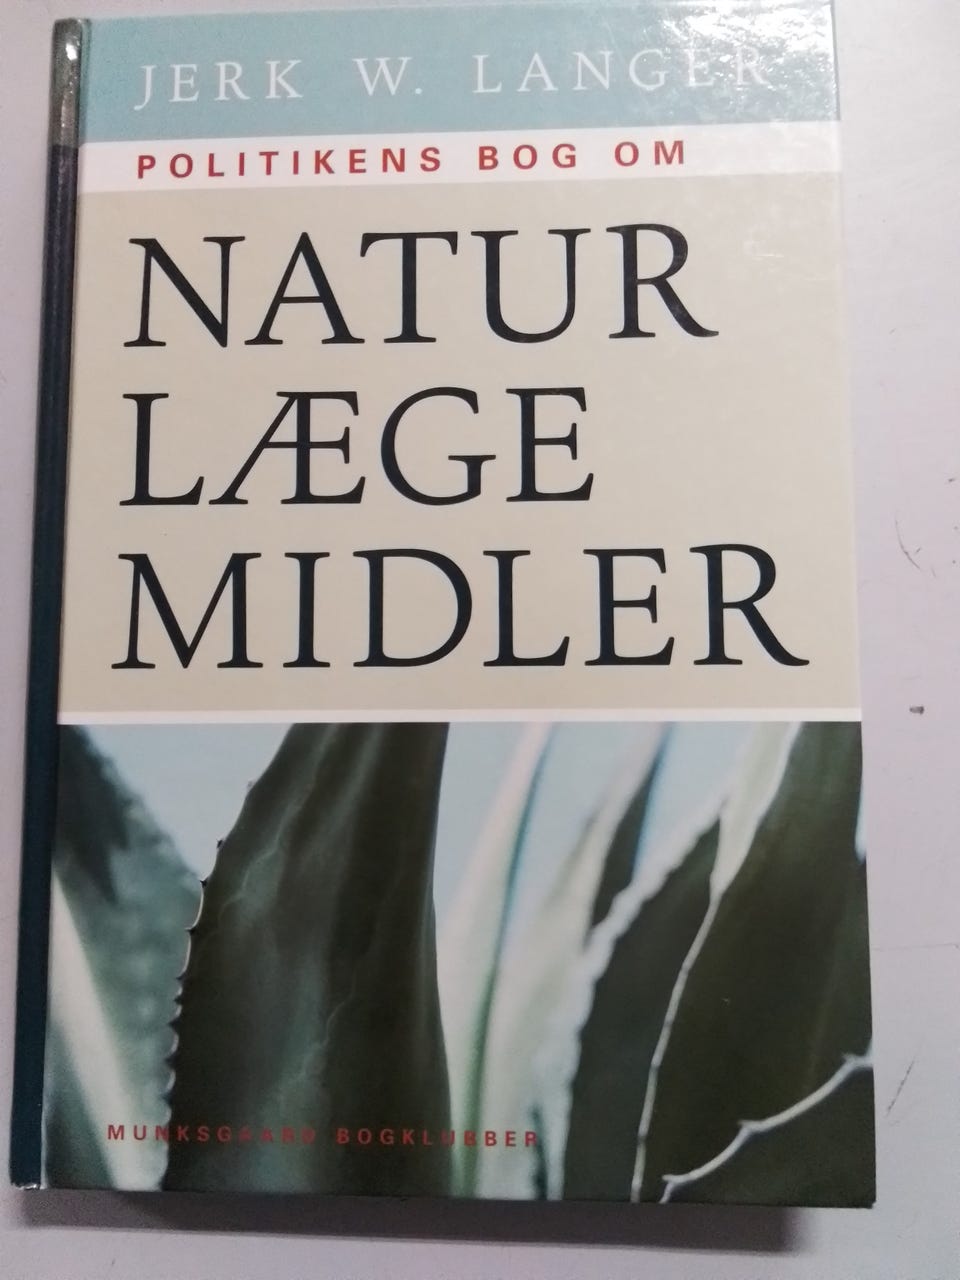 JERK W. LANGER
POLITIKENS BOG OM
NATUR
LÆGE
MIDLER
MUNKSGAARD BOGKLUBBER